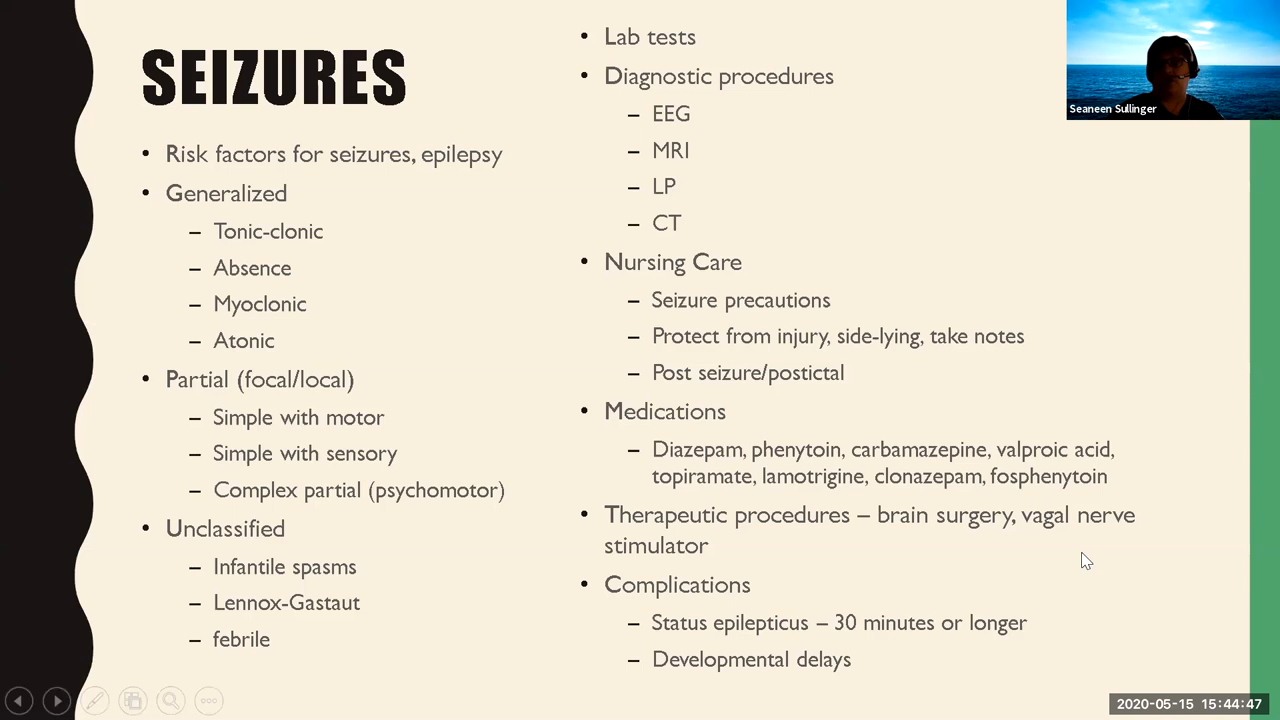 SEIZURES
• Risk factors for seizures, epilepsy
• Generalized
– Tonic-clonic
– Absence
– Myoclonic
– Atonic
• Partial (focal/local)
– Simple with motor
– Simple with sensory
– Complex partial (psychomotor)
• Unclassified
– Infantile spasms
– Lennox-Gastaut
– febrile
• Lab tests
• Diagnostic procedures
– EEG
– MRI
– LP
– CT
• Nursing Care
– Seizure precautions
– Protect from injury, side-lying, take notes
– Post seizure/postictal
• Medications
– Diazepam, phenytoin, carbamazepine, valproic acid,
topiramate, lamotrigine, clonazepam, fosphenytoin
• Therapeutic procedures – brain surgery, vagal nerve
stimulator
• Complications
– Status epilepticus – 30 minutes or longer
– Developmental delays
Seaneen Sullinger
2020-05-15 15:44:47